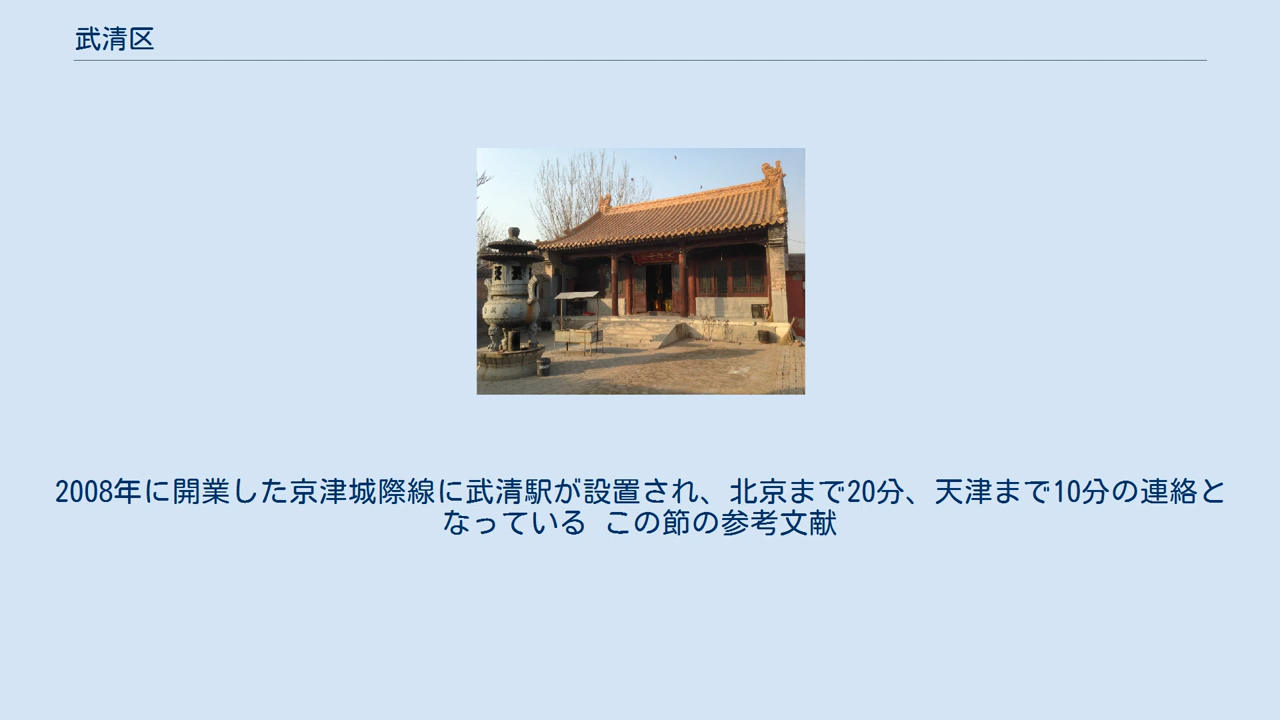 武清区
2008年に開業した京津城際線に武清駅が設置され、北京まで20分、天津まで10分の連絡と
なっている この節の参考文献